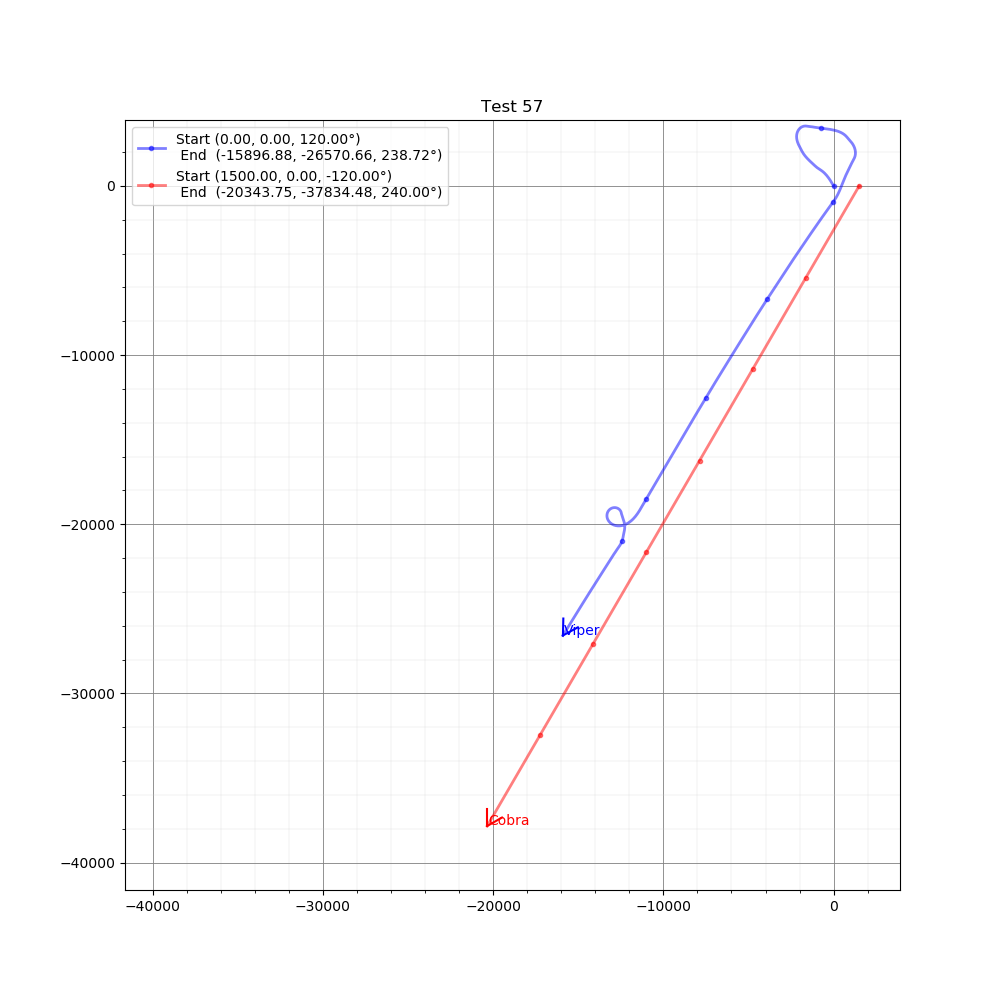 Test 57
Start (0.00, 0.00, 120.00°)
End (-15896.88, -26570.66, 238.72°)
Start (1500.00, 0.00, -120.00°)
End (-20343.75, -37834.48, 240.00°)
0
−10000
−20000
−30000
−40000
Viper
Cobra
−40000 −30000 −20000 −10000 0